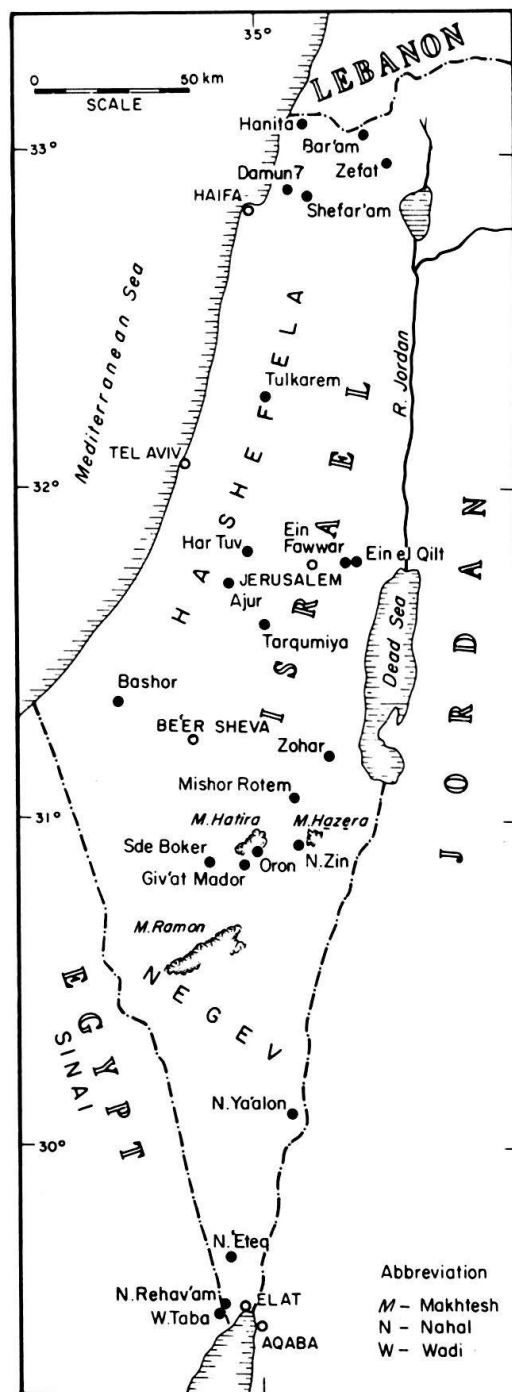 35°
LEBANON
0 50 km
SCALE
Hanita
33°
Bar'am
Zefat
Damun 7
HAIFA
Shefar'am
Mediterranean Sea
HASHEFELA
ISRAEL
R. Jordan
Tulkarem
TEL AVIV
32°
JORDAN
Har Tuv
Ein
Fawwar
Ein el Qilt
JERUSALEM
Ajur
Tarqumiya
Dead Sea
Bashor
BE'ER SHEVA
Zohar
Mishor Rotem
31°
M.Hatira
M.Hazera
Sde Boker
Oron
N.Zin
Giv'at Mador
M.Ramon
NEGEV
EGYPT
SINAI
N.Ya'alon
30°
N.'Eteq
N.Rehav'am
ELAT
W.Taba
AQABA
Abbreviation
M – Makhtesh
N – Nahal
W – Wadi